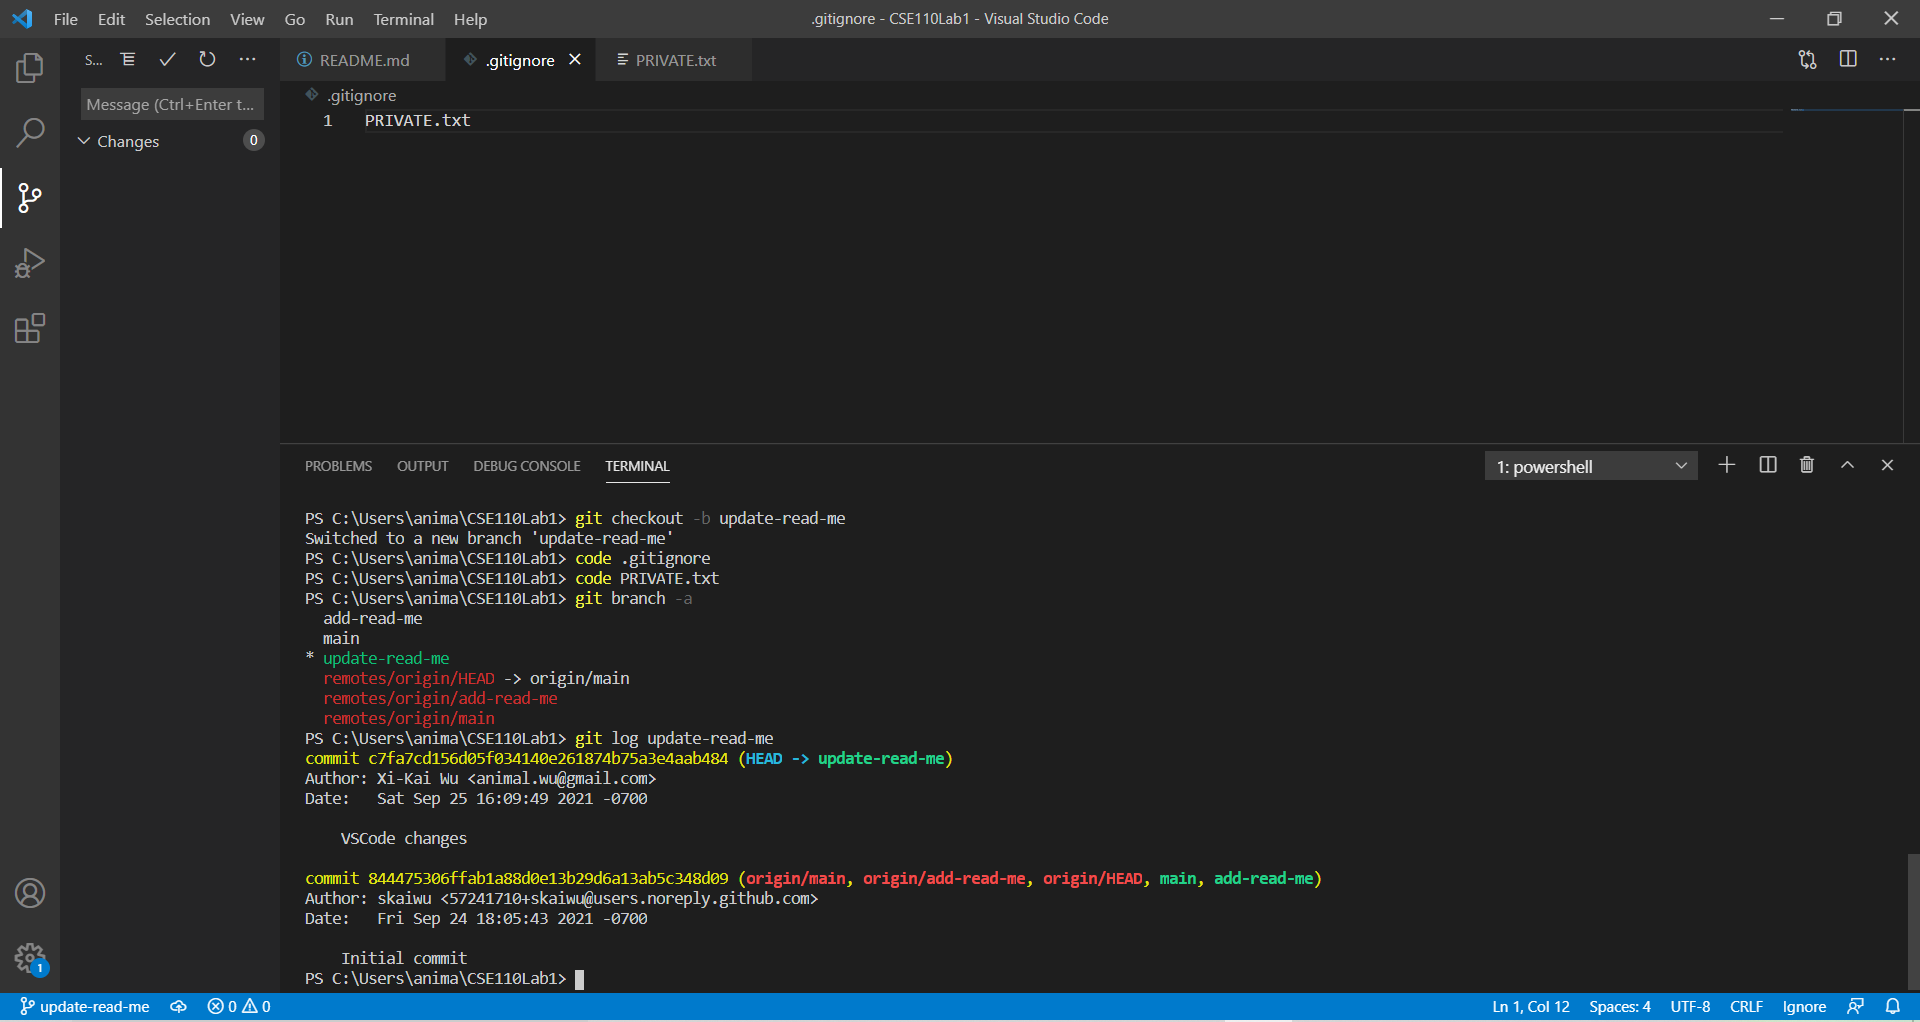 File Edit Selection View Go Run Terminal Help .gitignore - CSE110Lab1 - Visual Studio Code
S...
README.md .gitignore PRIVATE.txt
Message (Ctrl+Enter t...
.gitignore
1 PRIVATE.txt
Changes 0
PROBLEMS OUTPUT DEBUG CONSOLE TERMINAL 1: powershell
PS C:\Users\anima\CSE110Lab1> git checkout -b update-read-me
Switched to a new branch 'update-read-me'
PS C:\Users\anima\CSE110Lab1> code .gitignore
PS C:\Users\anima\CSE110Lab1> code PRIVATE.txt
PS C:\Users\anima\CSE110Lab1> git branch -a
  add-read-me
  main
* update-read-me
  remotes/origin/HEAD -> origin/main
  remotes/origin/add-read-me
  remotes/origin/main
PS C:\Users\anima\CSE110Lab1> git log update-read-me
commit c7fa7cd156d05f034140e261874b75a3e4aab484 (HEAD -> update-read-me)
Author: Xi-Kai Wu <animal.wu@gmail.com>
Date:   Sat Sep 25 16:09:49 2021 -0700
    VSCode changes
commit 844475306ffab1a88d0e13b29d6a13ab5c348d09 (origin/main, origin/add-read-me, origin/HEAD, main, add-read-me)
Author: skaiwu <57241710+skaiwu@users.noreply.github.com>
Date:   Fri Sep 24 18:05:43 2021 -0700
    Initial commit
PS C:\Users\anima\CSE110Lab1>
1
update-read-me 0 0 Ln 1, Col 12 Spaces: 4 UTF-8 CRLF Ignore